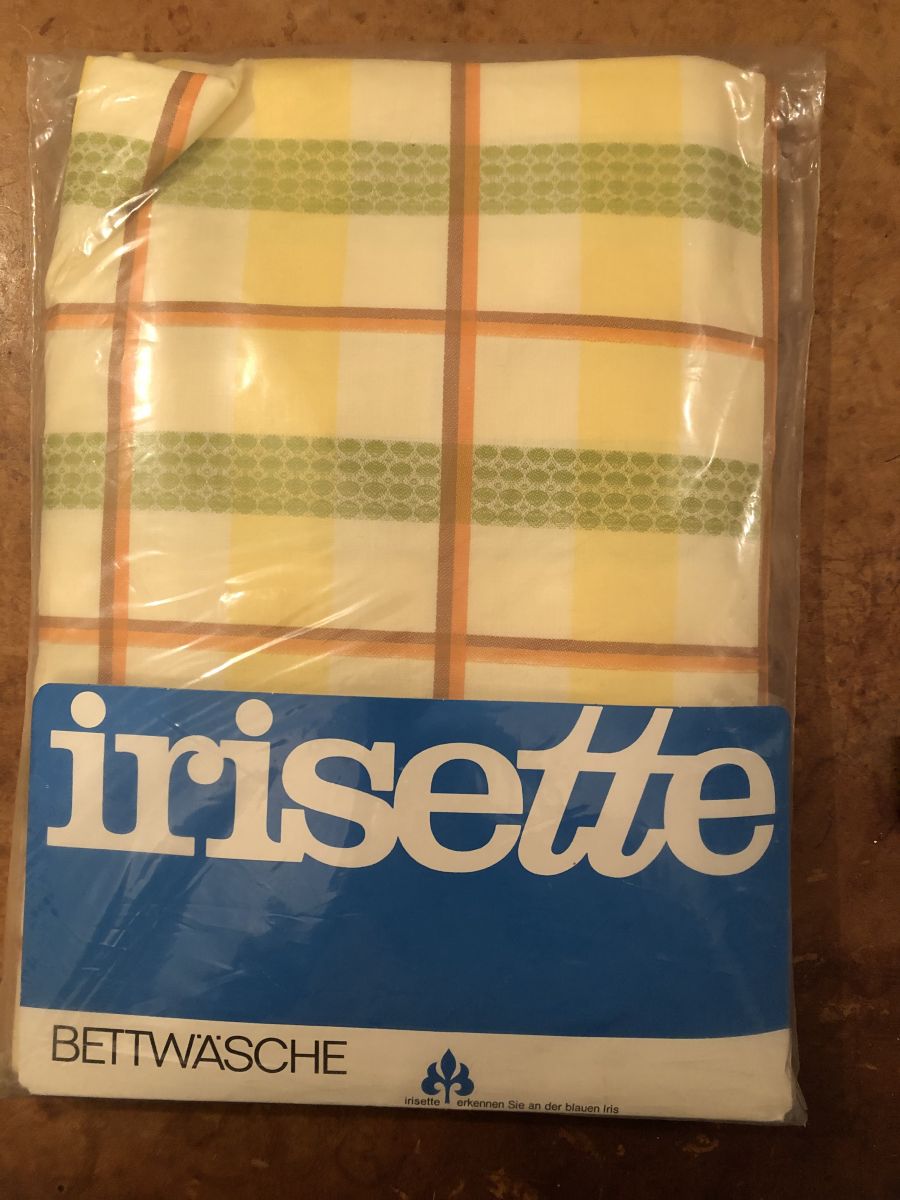 irisette
BETTWÄSCHE
irisette erkennen Sie an der blauen Iris